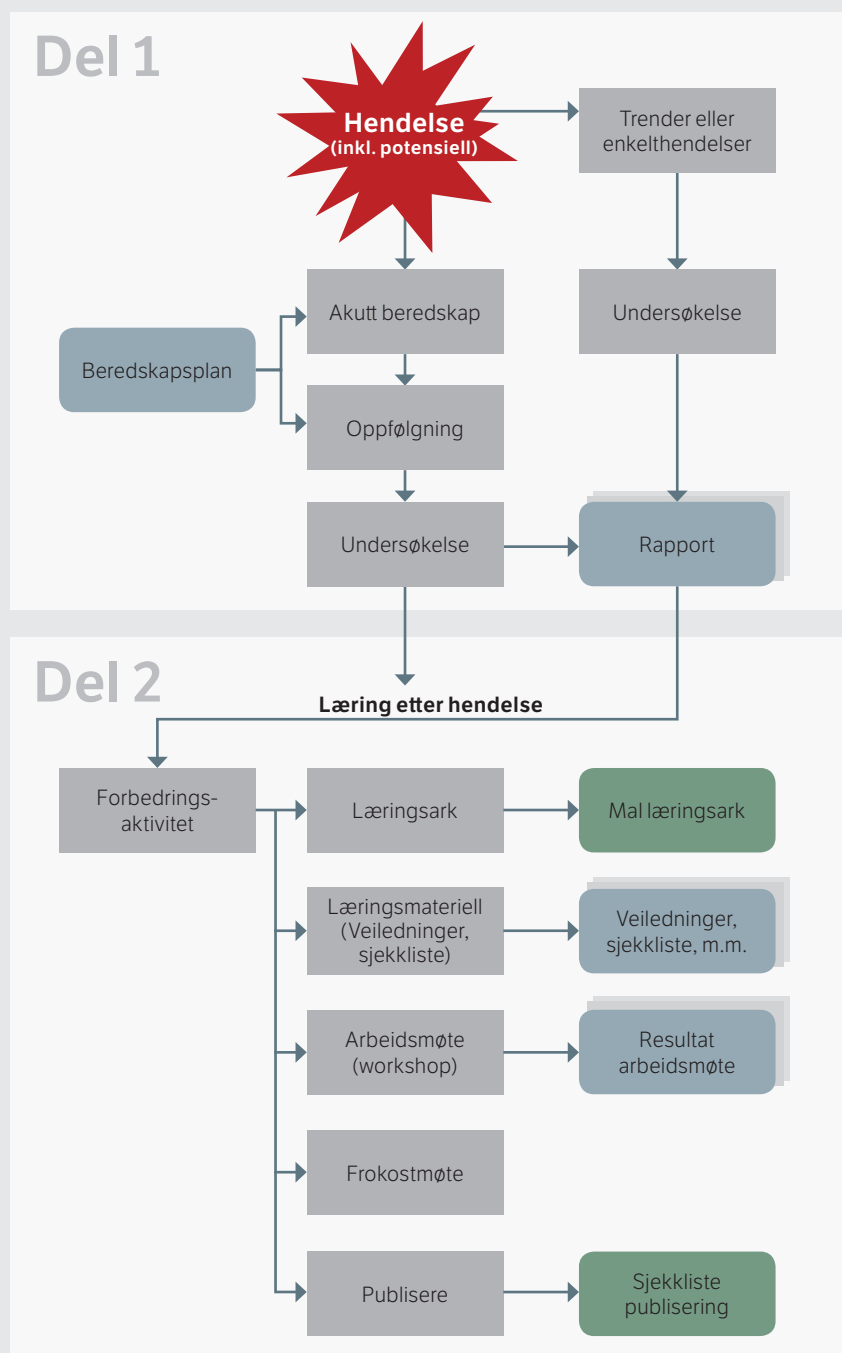 Del 1
Hendelse
(inkl. potensiell)
Trender eller
enkelthendelser
Akutt beredskap
Undersøkelse
Beredskapsplan
Oppfølgning
Undersøkelse
Rapport
Del 2
Læring etter hendelse
Forbedrings-
aktivitet
Læringsark
Mal læringsark
Læringsmateriell
(Veiledninger,
sjekkliste)
Veiledninger,
sjekkliste, m.m.
Arbeidsmøte
(workshop)
Resultat
arbeidsmøte
Frokostmøte
Publisere
Sjekkliste
publisering